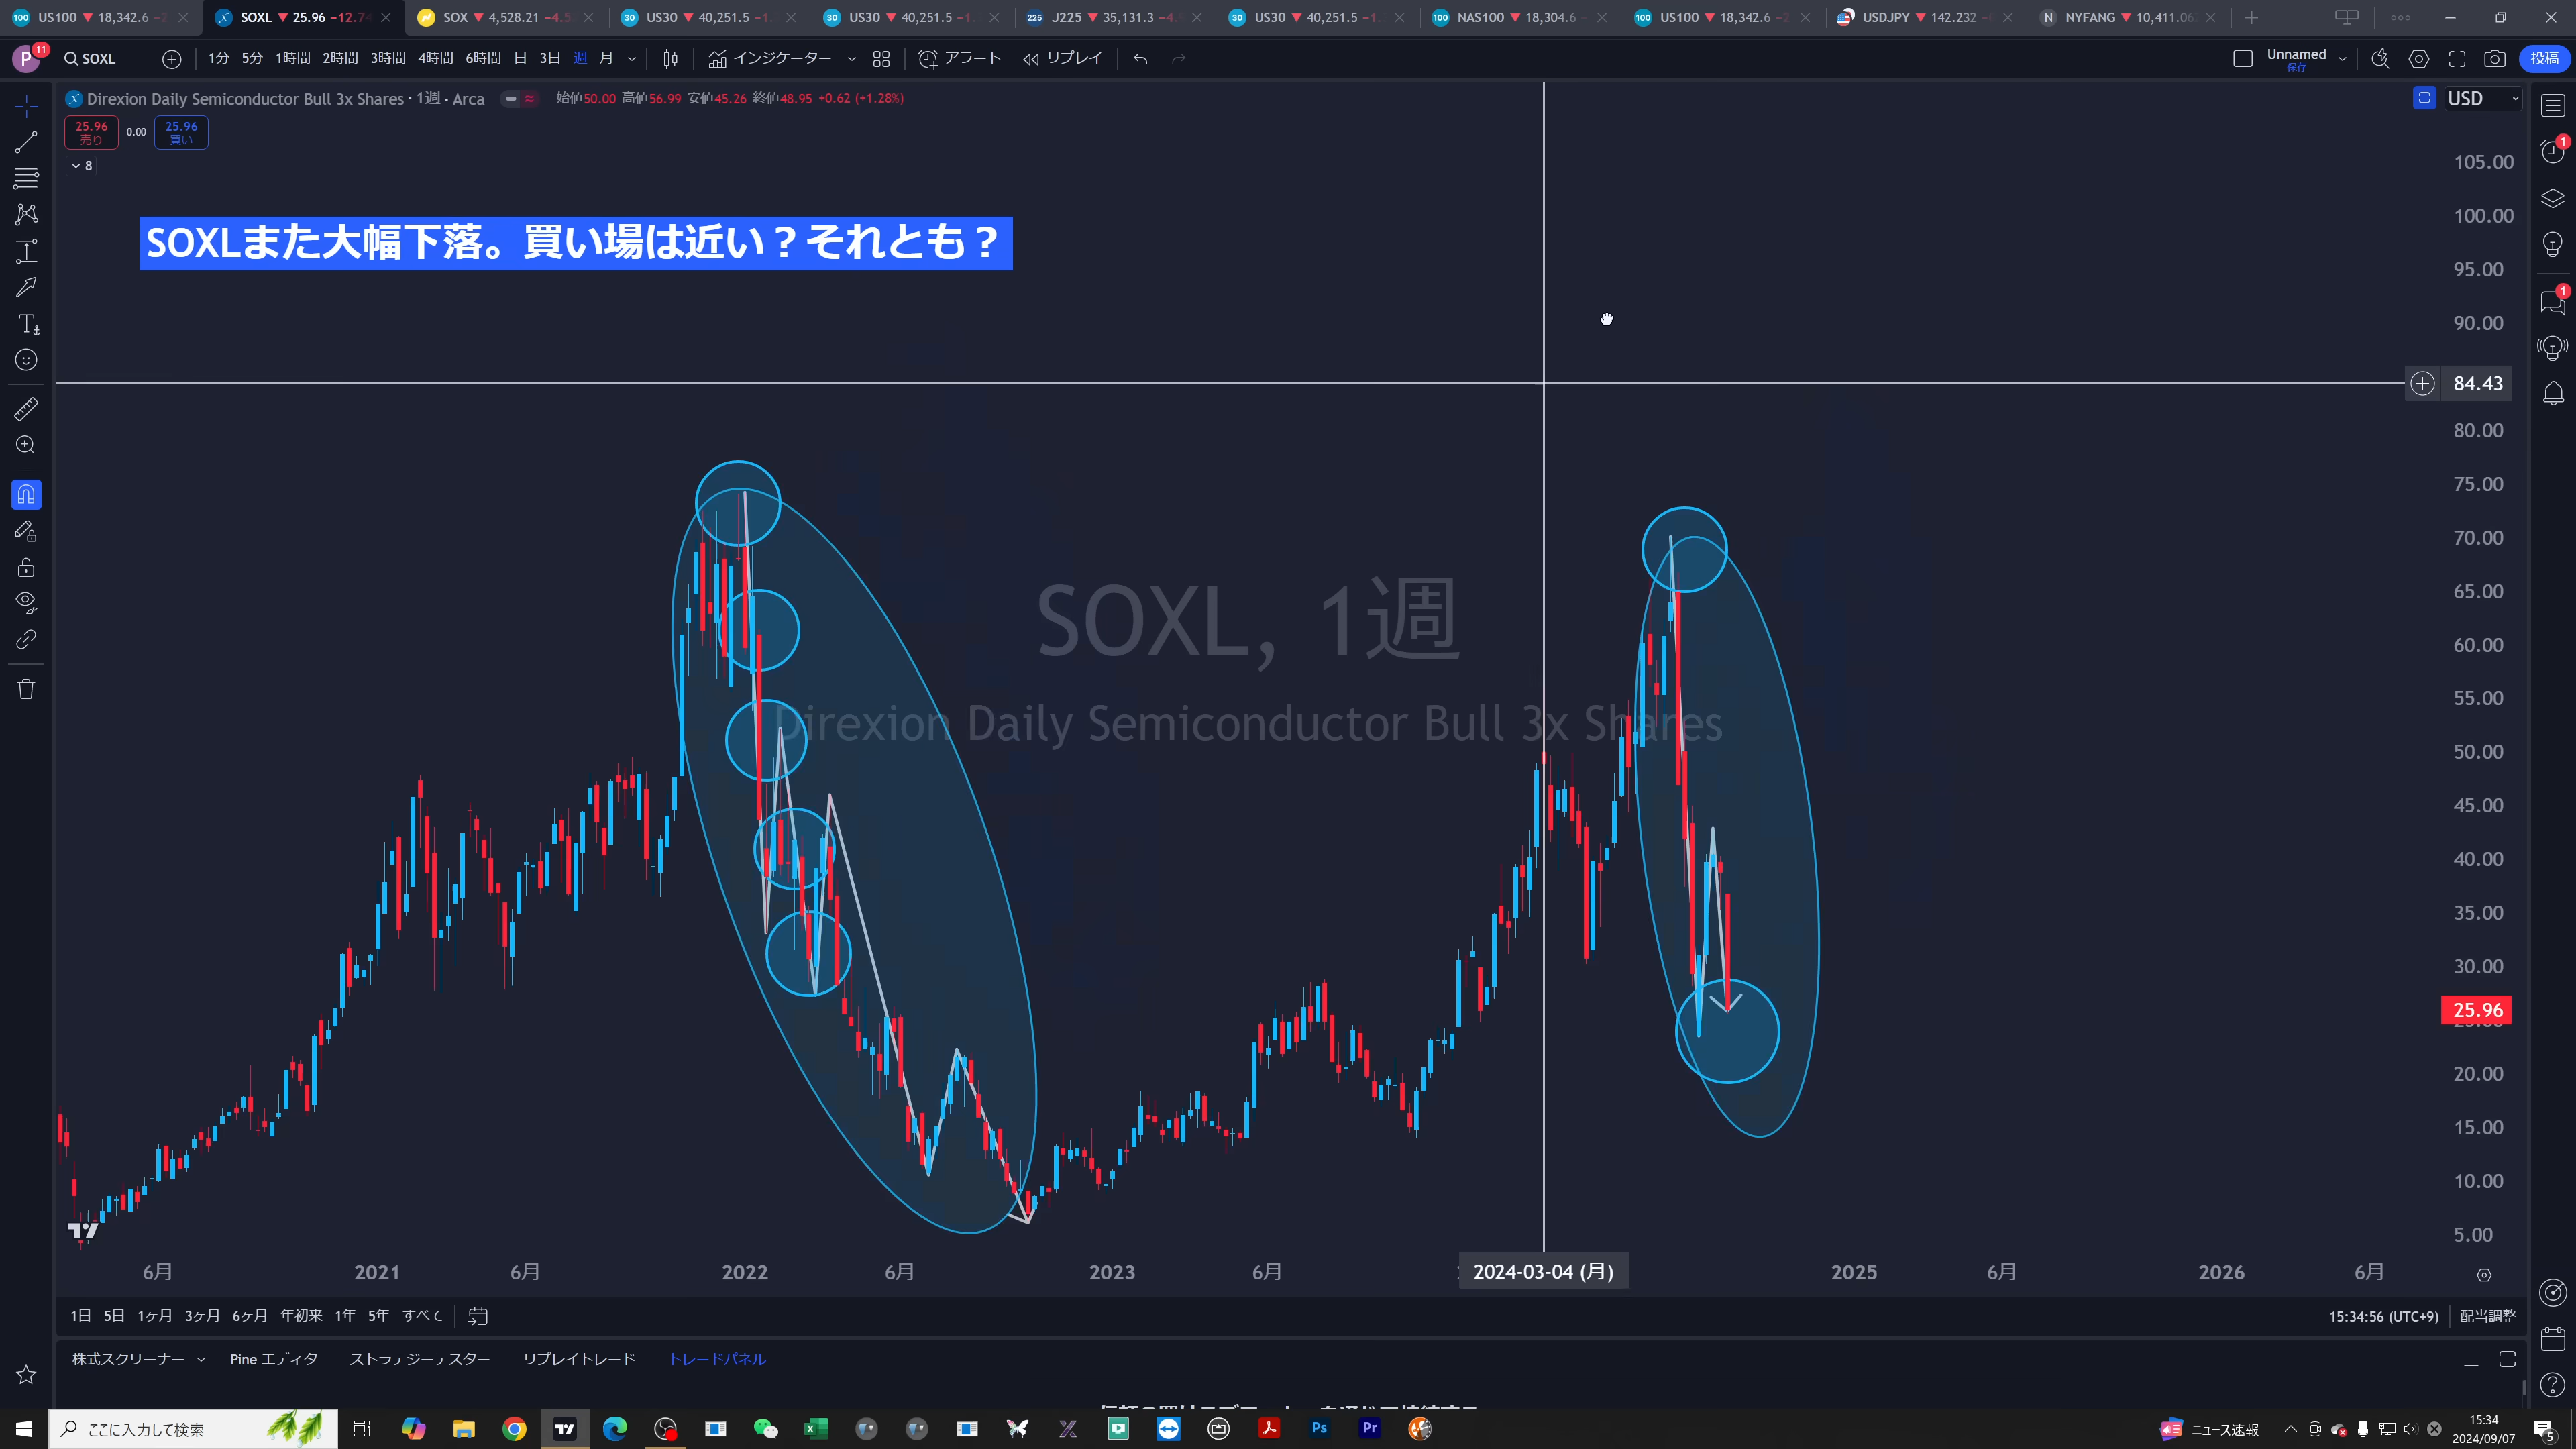 US100 ▼ 18,342.6
SOXL ▼ 25.96 −12.74
SOX ▼ 4,528.21 −4.5
US30 ▼ 40,251.5
US30 ▼ 40,251.5
J225 ▼ 35,131.3
US30 ▼ 40,251.5
NAS100 ▼ 18,304.6
US100 ▼ 18,342.6
USDJPY ▼ 142.232
NYFANG ▼ 10,411.06
P 11 SOXL 1分 5分 1時間 2時間 3時間 4時間 6時間 日 3日 週 月 インジケーター アラート リプレイ Unnamed 保存 投稿
Direxion Daily Semiconductor Bull 3x Shares · 1週 · Arca 始値50.00 高値56.99 安値45.26 終値48.95 +0.62 (+1.28%) USD
25.96 売り 0.00 25.96 買い
8
SOXLまた大幅下落。買い場は近い？それとも？
SOXL, 1週
Direxion Daily Semiconductor Bull 3x Shares
105.00
100.00
95.00
90.00
84.43
80.00
75.00
70.00
65.00
60.00
55.00
50.00
45.00
40.00
35.00
30.00
25.96
20.00
15.00
10.00
5.00
6月 2021 6月 2022 6月 2023 6月 2024-03-04 (月) 2025 6月 2026 6月
1日 5日 1ヶ月 3ヶ月 6ヶ月 年初来 1年 5年 すべて 15:34:56 (UTC+9) 配当調整
株式スクリーナー Pine エディタ ストラテジーテスター リプレイトレード トレードパネル
ここに入力して検索 Ps Pr ニュース速報 15:34
2024/09/07 5